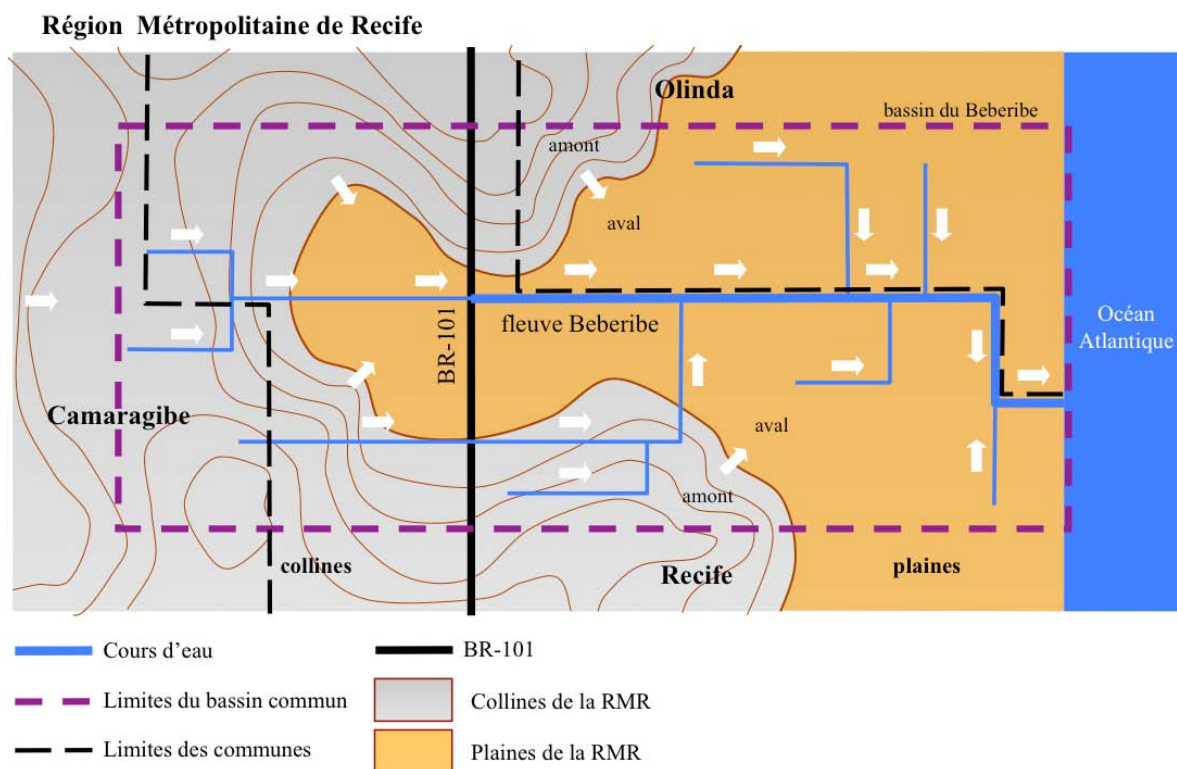 Région Métropolitaine de Recife
Olinda
bassin du Beberibe
amont
aval
BR-101
fleuve Beberibe
Océan
Atlantique
Camaragibe
aval
amont
collines
Recife
plaines
Cours d'eau
BR-101
Limites du bassin commun
Collines de la RMR
Limites des communes
Plaines de la RMR